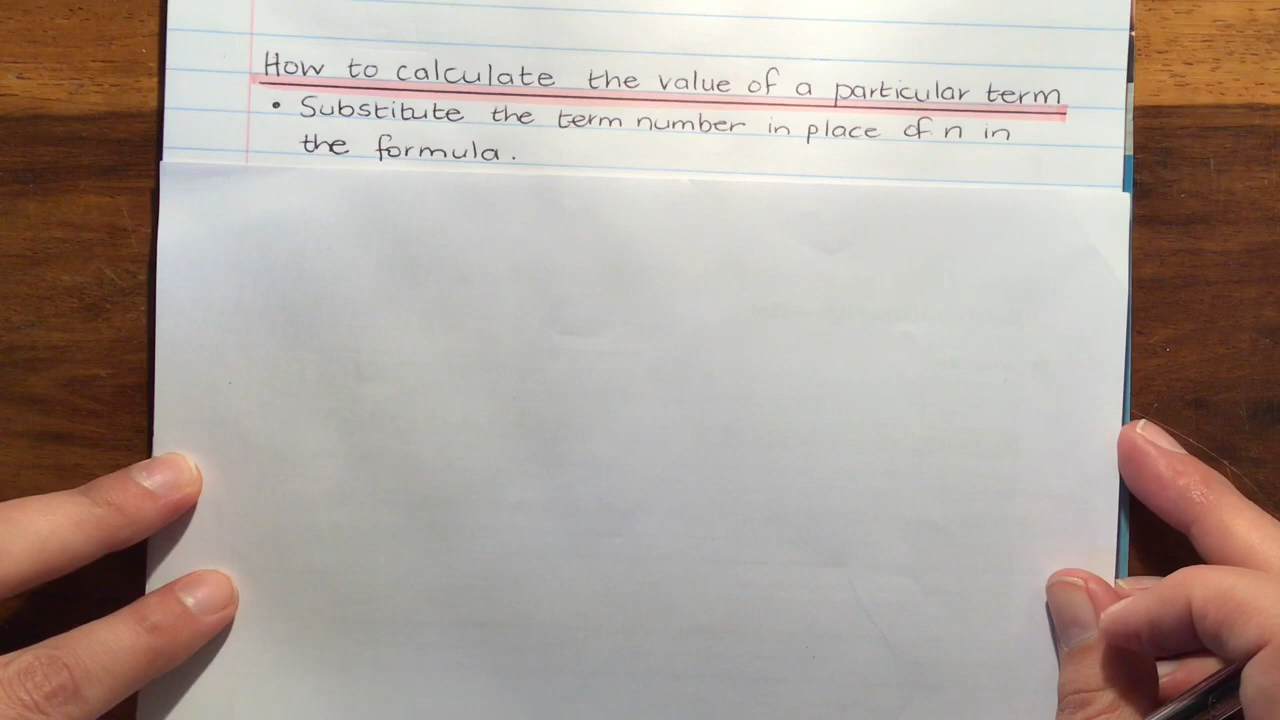 How to calculate the value of a particular term
• Substitute the term number in place of n in
the formula.